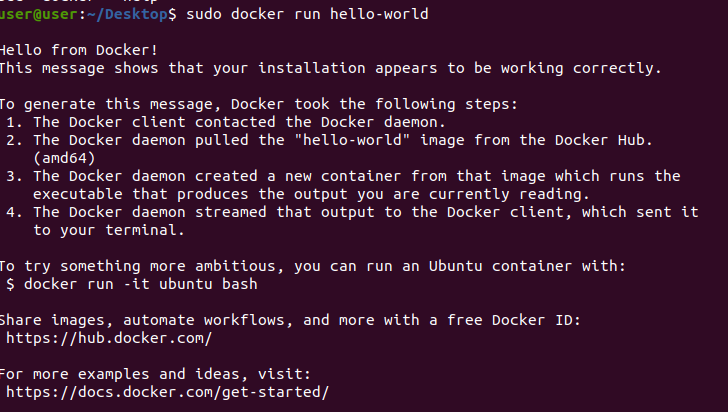 user@user:~/Desktop$ sudo docker run hello-world
Hello from Docker!
This message shows that your installation appears to be working correctly.
To generate this message, Docker took the following steps:
1. The Docker client contacted the Docker daemon.
2. The Docker daemon pulled the "hello-world" image from the Docker Hub.
(amd64)
3. The Docker daemon created a new container from that image which runs the
executable that produces the output you are currently reading.
4. The Docker daemon streamed that output to the Docker client, which sent it
to your terminal.
To try something more ambitious, you can run an Ubuntu container with:
$ docker run -it ubuntu bash
Share images, automate workflows, and more with a free Docker ID:
https://hub.docker.com/
For more examples and ideas, visit:
https://docs.docker.com/get-started/